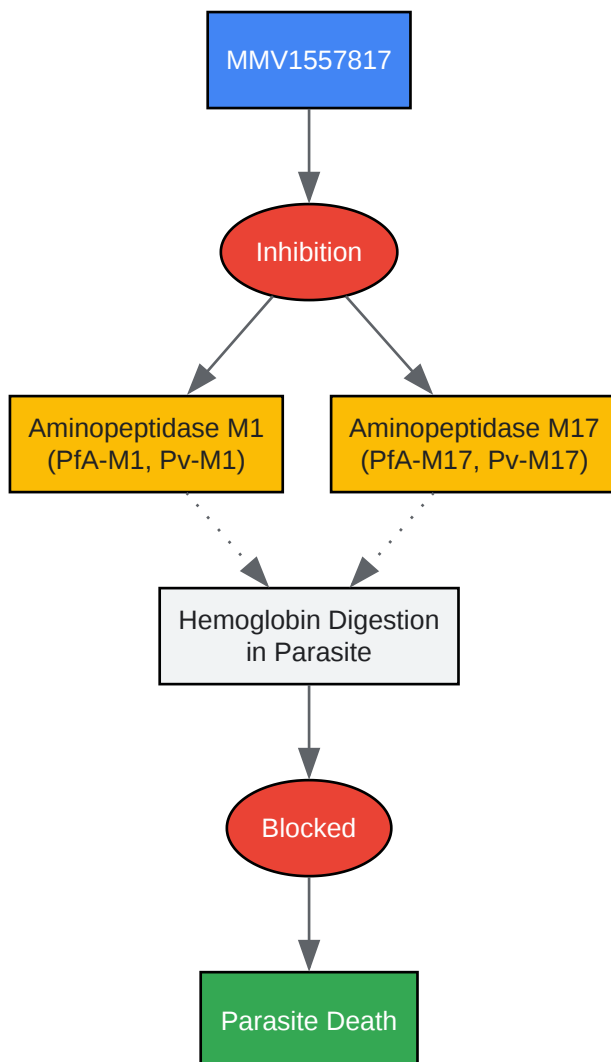 MMV1557817
Inhibition
Aminopeptidase M1
(PfA-M1, Pv-M1)
Aminopeptidase M17
(PfA-M17, Pv-M17)
Hemoglobin Digestion
in Parasite
Blocked
Parasite Death